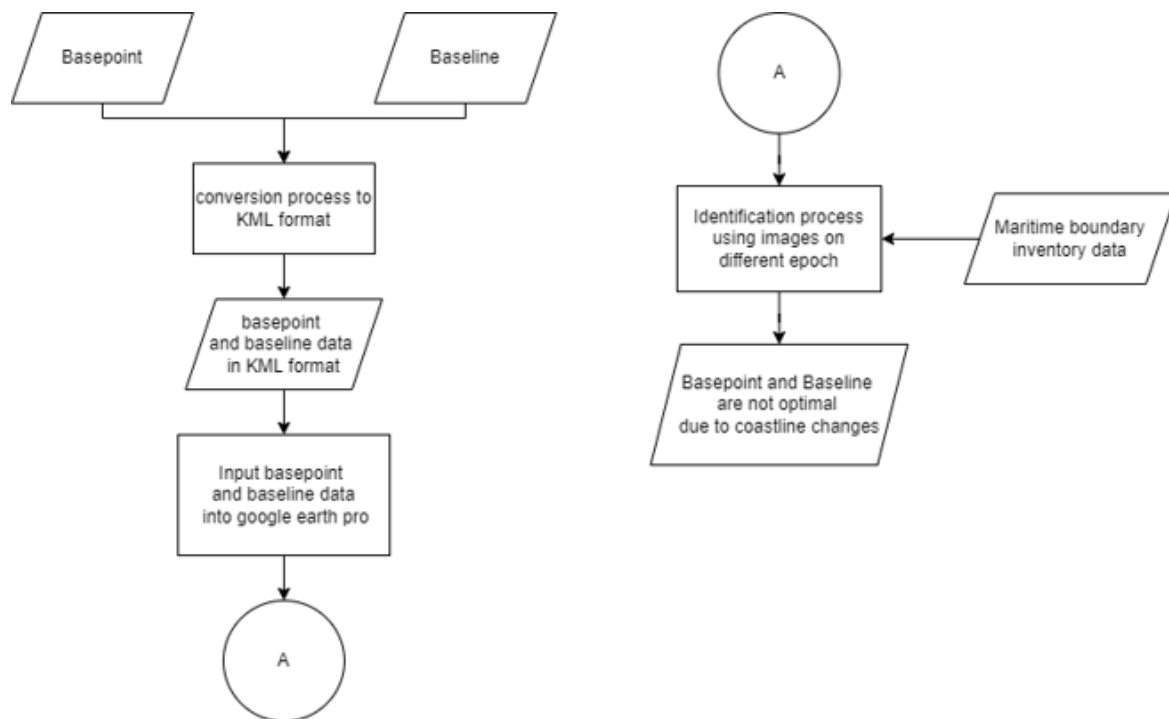 Basepoint
Baseline
conversion process to
KML format
basepoint
and baseline data
in KML format
Input basepoint
and baseline data
into google earth pro
A
A
Identification process
using images on
different epoch
Maritime boundary
inventory data
Basepoint and Baseline
are not optimal
due to coastline changes